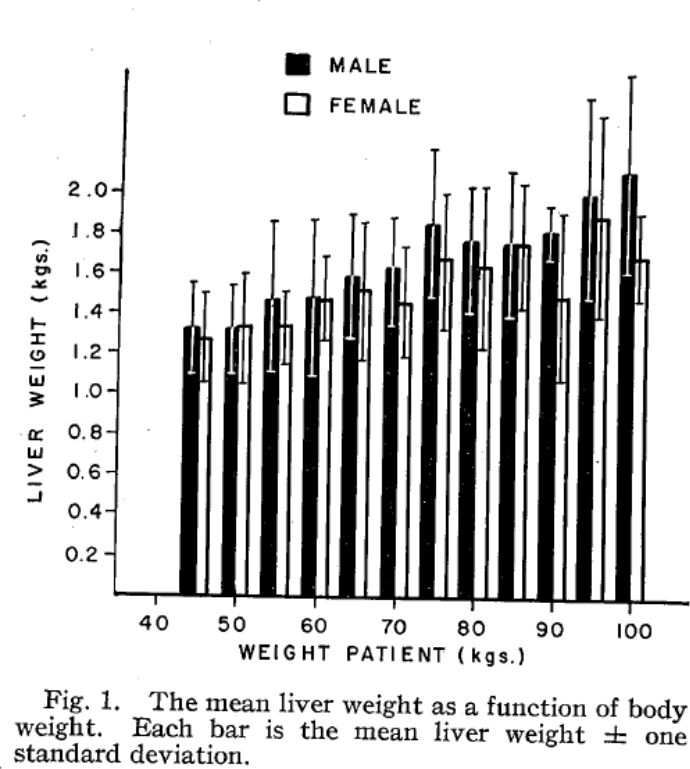 MALE
FEMALE
2.0
1.8
1.6
1.4
1.2
1.0
0.8
0.6
0.4
0.2
LIVER WEIGHT (kgs.)
40 50 60 70 80 90 100
WEIGHT PATIENT (kgs.)
Fig. 1. The mean liver weight as a function of body
weight. Each bar is the mean liver weight ± one
standard deviation.